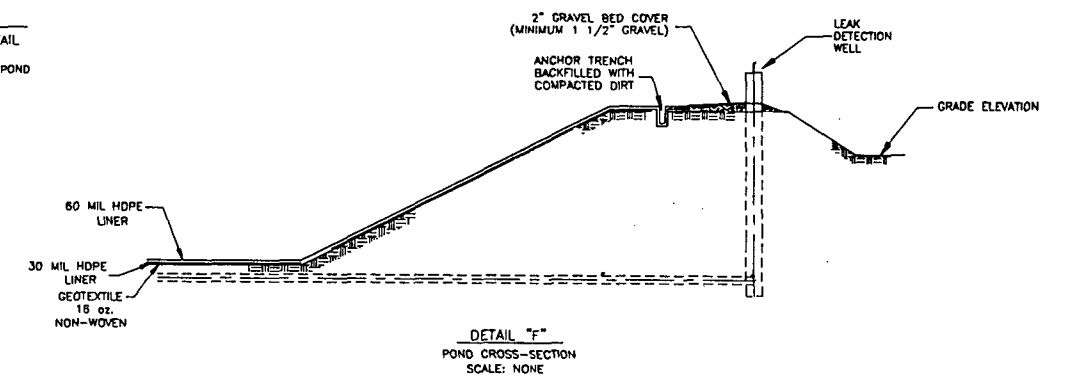 AIL
POND
2" GRAVEL BED COVER
(MINIMUM 1 1/2" GRAVEL)
LEAK
DETECTION
WELL
ANCHOR TRENCH
BACKFILLED WITH
COMPACTED DIRT
GRADE ELEVATION
60 MIL HDPE
LINER
30 MIL HDPE
LINER
GEOTEXTILE
16 oz.
NON-WOVEN
DETAIL "F"
POND CROSS-SECTION
SCALE: NONE